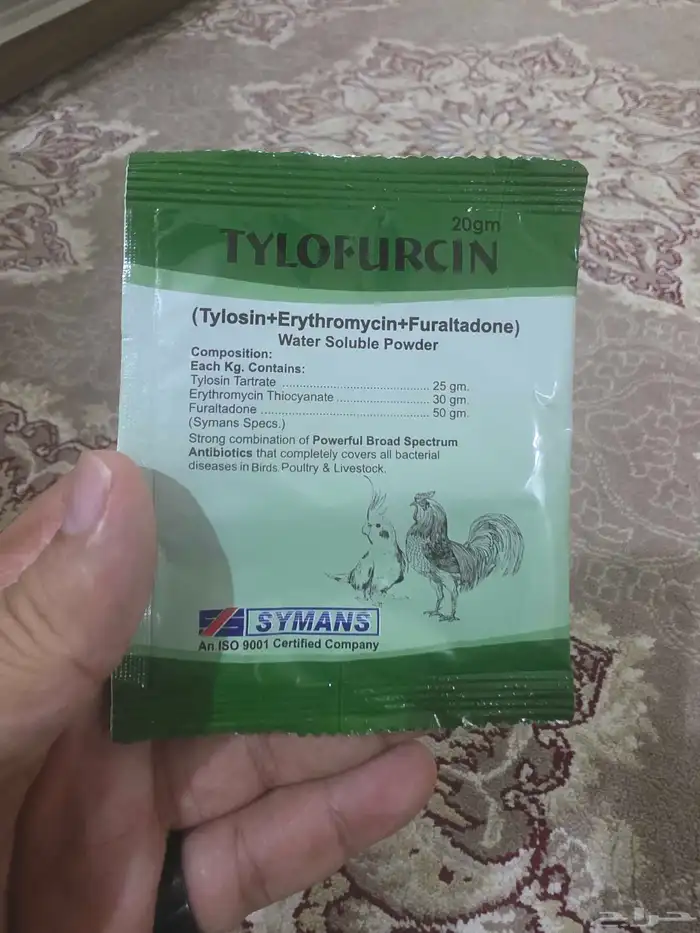 20gm
TYLOFURCIN
(Tylosin+Erythromycin+Furaltadone)
Water Soluble Powder
Composition:
Each Kg. Contains:
Tylosin Tartrate ........................................ 25 gm.
Erythromycin Thiocyanate ......................... 30 gm.
Furaltadone ............................................. 50 gm.
(Symans Specs.)
Strong combination of Powerful Broad Spectrum
Antibiotics that completely covers all bacterial
diseases in Birds Poultry & Livestock.
SYMANS
An ISO 9001 Certified Company
حراج